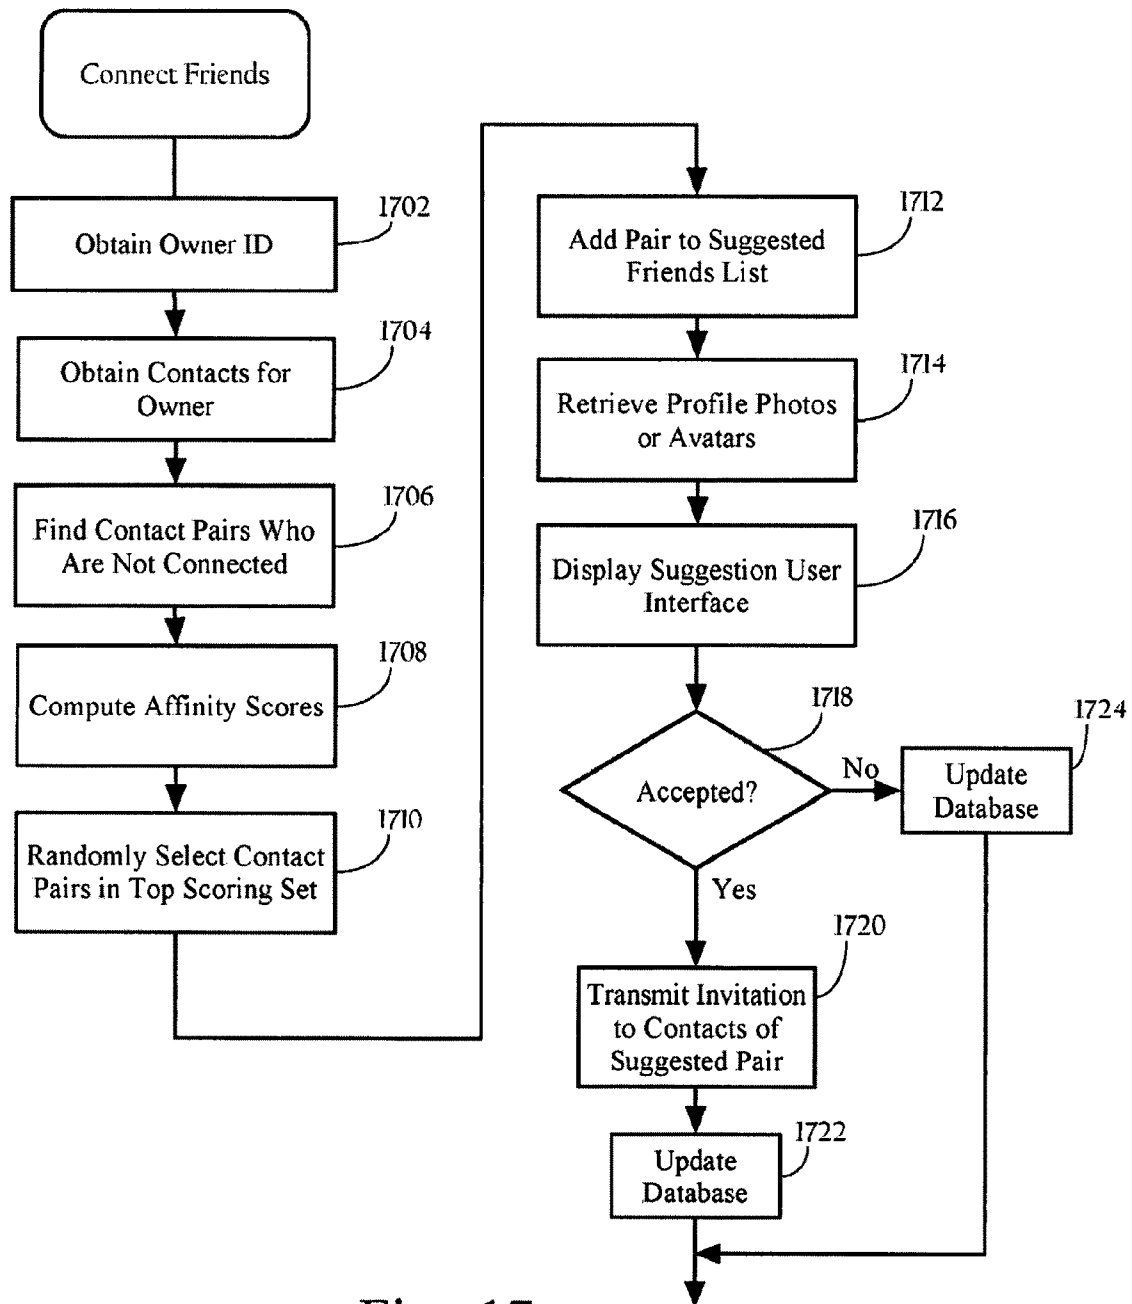 Connect Friends
1702
Obtain Owner ID
1704
Obtain Contacts for
Owner
1706
Find Contact Pairs Who
Are Not Connected
1708
Compute Affinity Scores
1710
Randomly Select Contact
Pairs in Top Scoring Set
1712
Add Pair to Suggested
Friends List
1714
Retrieve Profile Photos
or Avatars
1716
Display Suggestion User
Interface
1718
Accepted?
No
1724
Update
Database
Yes
1720
Transmit Invitation
to Contacts of
Suggested Pair
1722
Update
Database